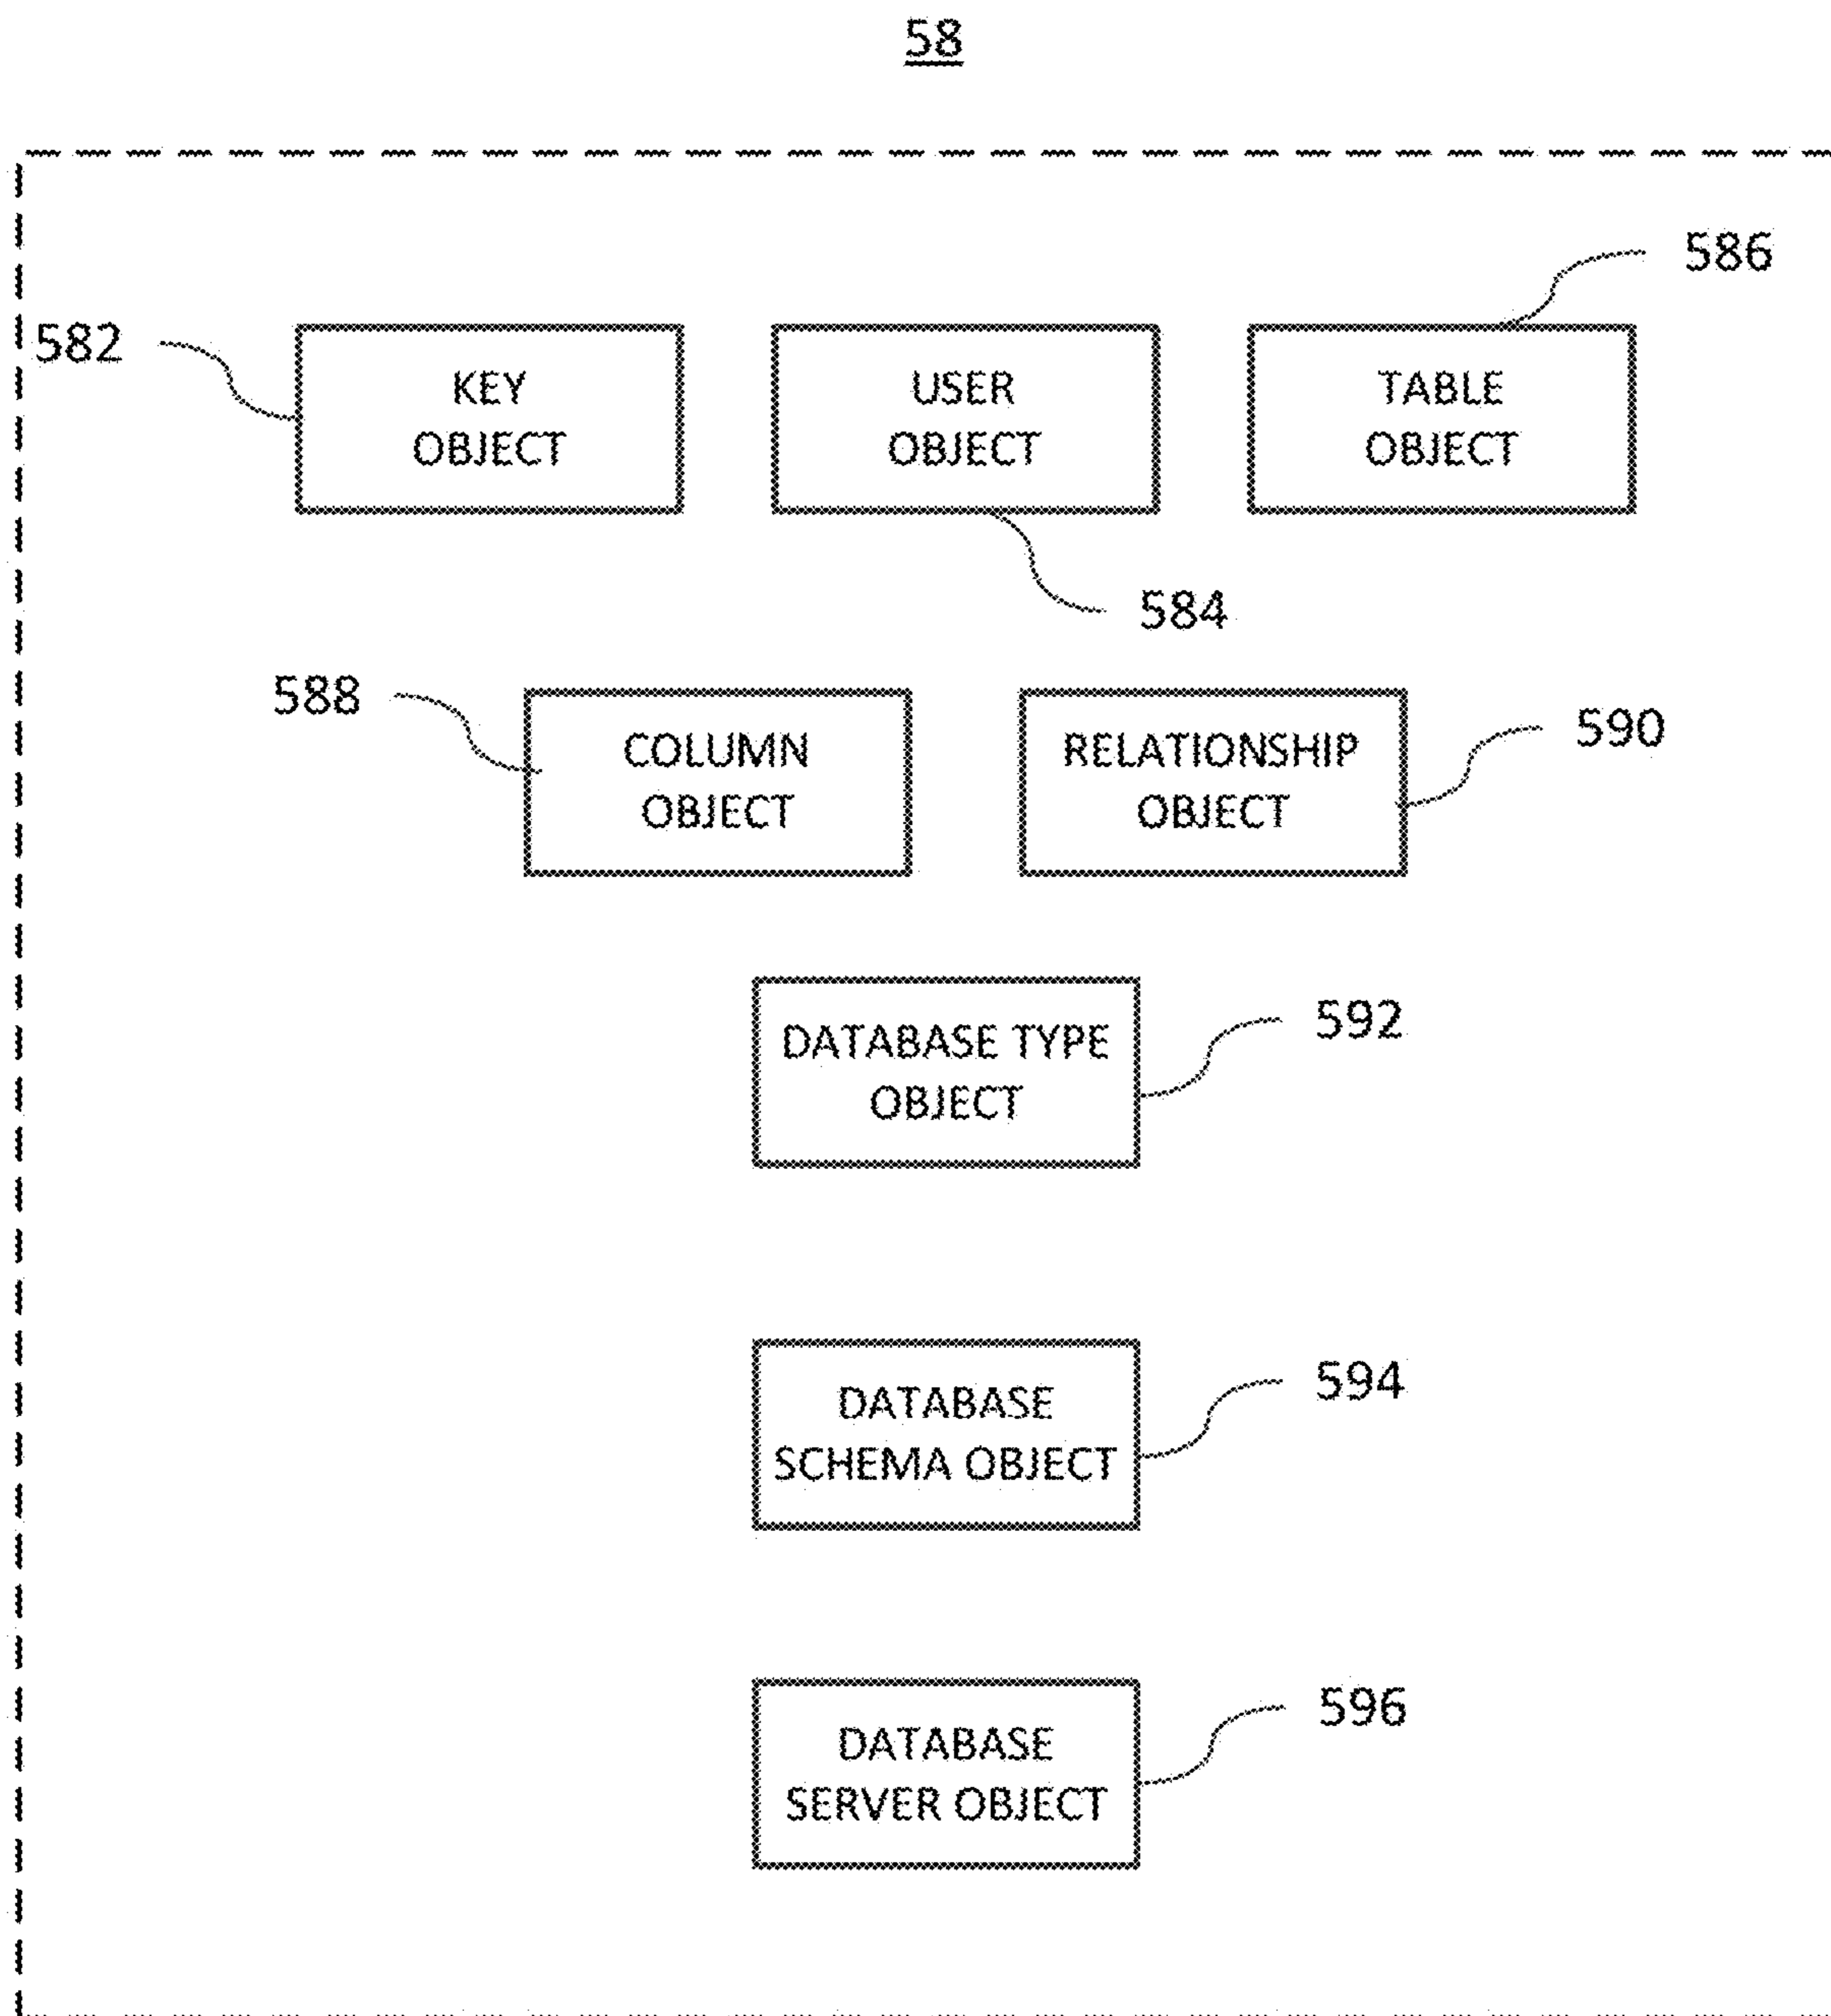 58
586
582
KEY
OBJECT
USER
OBJECT
TABLE
OBJECT
584
588
COLUMN
OBJECT
RELATIONSHIP
OBJECT
590
DATABASE TYPE
OBJECT
592
DATABASE
SCHEMA OBJECT
594
DATABASE
SERVER OBJECT
596